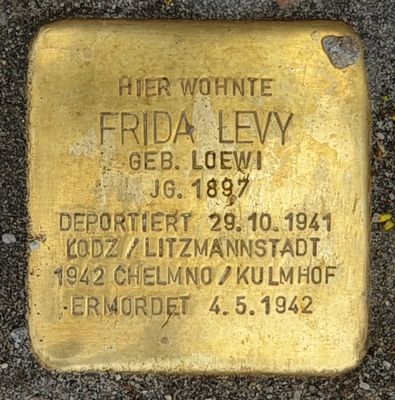 HIER WOHNTE
FRIDA LEVY
GEB. LOEWI
JG. 1897
DEPORTIERT 29.10.1941
ŁODZ / LITZMANNSTADT
1942 CHELMNO / KULMHOF
ERMORDET 4.5.1942